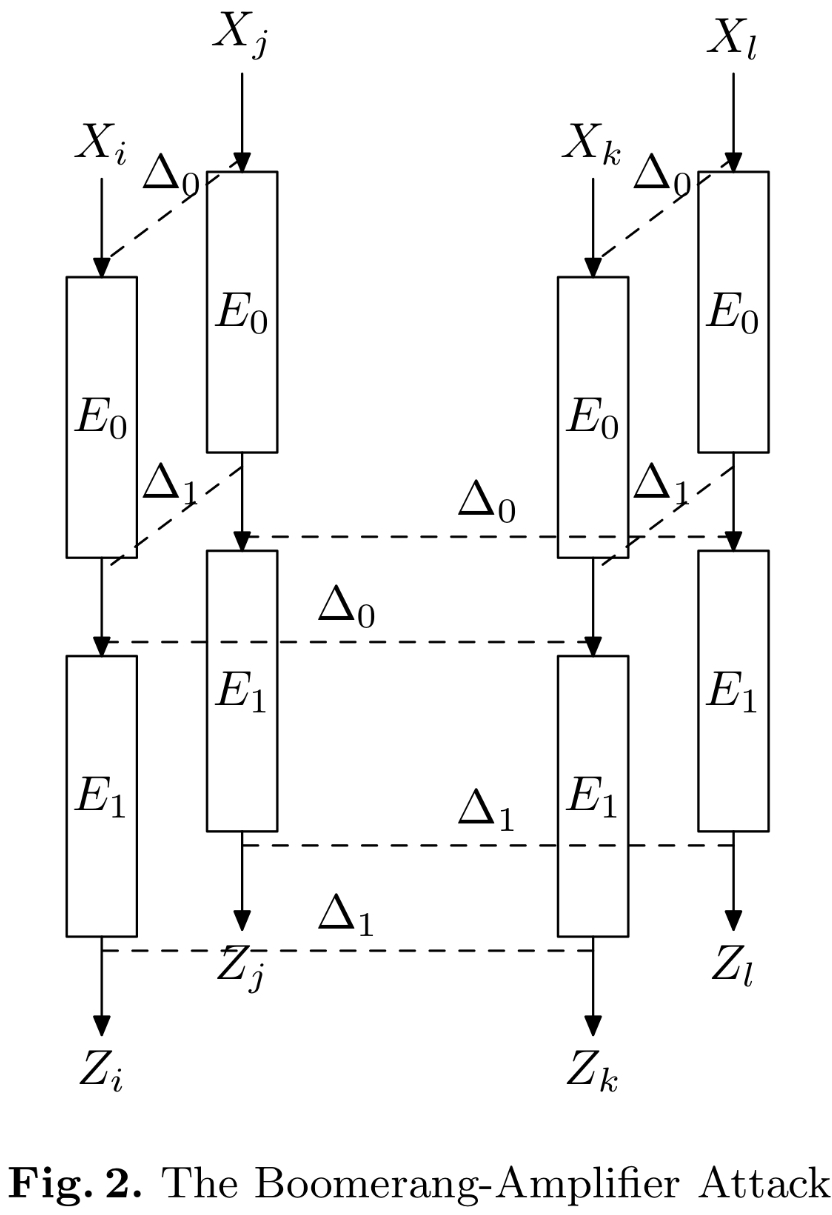 X_j X_l
X_i Δ_0 X_k Δ_0
E_0 E_0
E_0 E_0
Δ_1 Δ_0 Δ_1
Δ_0
E_1 E_1
E_1 Δ_1 E_1
Δ_1
Z_j Z_l
Z_i Z_k
Fig. 2. The Boomerang-Amplifier Attack